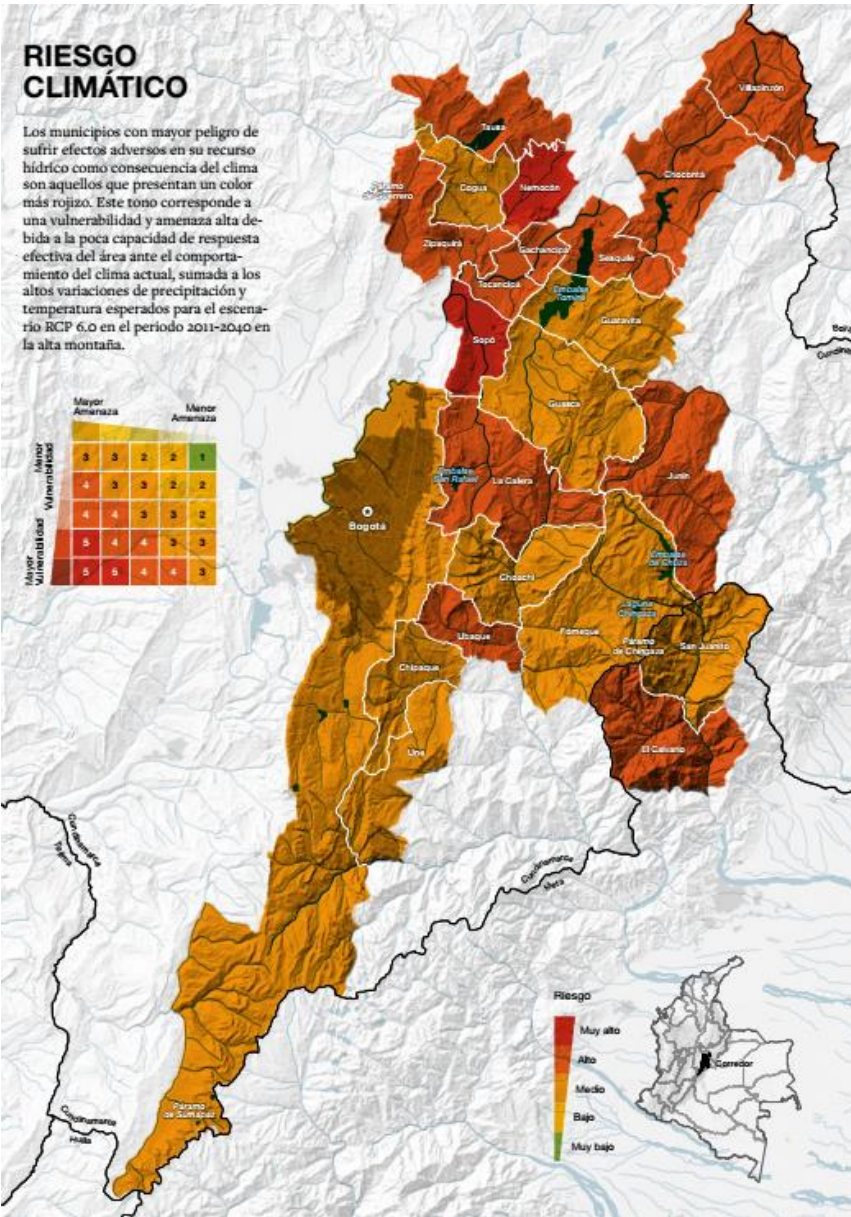 RIESGO
CLIMÁTICO
Los municipios con mayor peligro de
sufrir efectos adversos en su recurso
hídrico como consecuencia del clima
son aquellos que presentan un color
más rojizo. Este tono corresponde a
una vulnerabilidad y amenaza alta de-
bida a la poca capacidad de respuesta
efectiva del área ante el comporta-
miento del clima actual, sumada a los
altos variaciones de precipitación y
temperatura esperados para el escena-
rio RCP 6.0 en el periodo 2011-2040 en
la alta montaña.
Mayor
Amenaza
Menor
Amenaza
Menor
Vulnerabilidad
Mayor
Vulnerabilidad
3 3 2 2 1
4 3 3 2 2
4 4 3 3 2
5 4 4 3 3
5 5 4 4 3
Villapinzón
Tausa
Chocontá
Páramo
de Guerrero
Cogua
Nemocón
Zipaquirá
Gachancipá
Sesquilé
Tocancipá
Embalse
Tominé
Guatavita
Sopó
Guasca
Embalse
San Rafael
La Calera
Junín
Bogotá
Embalse
de Chuza
Choachí
Laguna
Chingaza
Ubaque
Fómeque
Páramo
de Chingaza
San Juanito
Chipaque
Une
El Calvario
Cundinamarca
Tolima
Cundinamarca
Meta
Páramo
de Sumapaz
Cundinamarca
Huila
Riesgo
Muy alto
Alto
Medio
Bajo
Muy bajo
Corredor